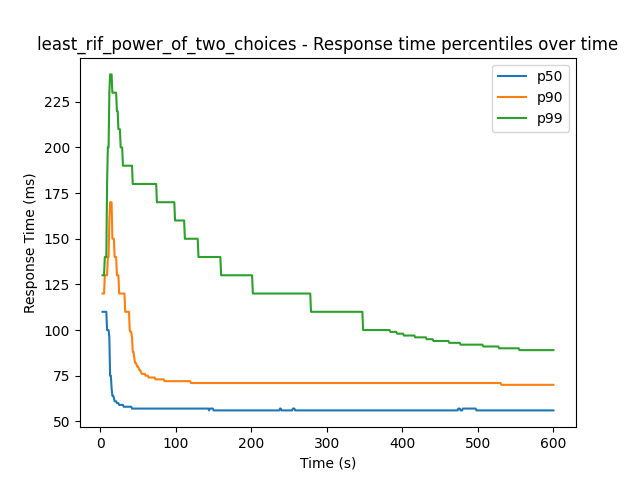 least_rif_power_of_two_choices - Response time percentiles over time
p50
p90
p99
Response Time (ms)
225
200
175
150
125
100
75
50
0 100 200 300 400 500 600
Time (s)